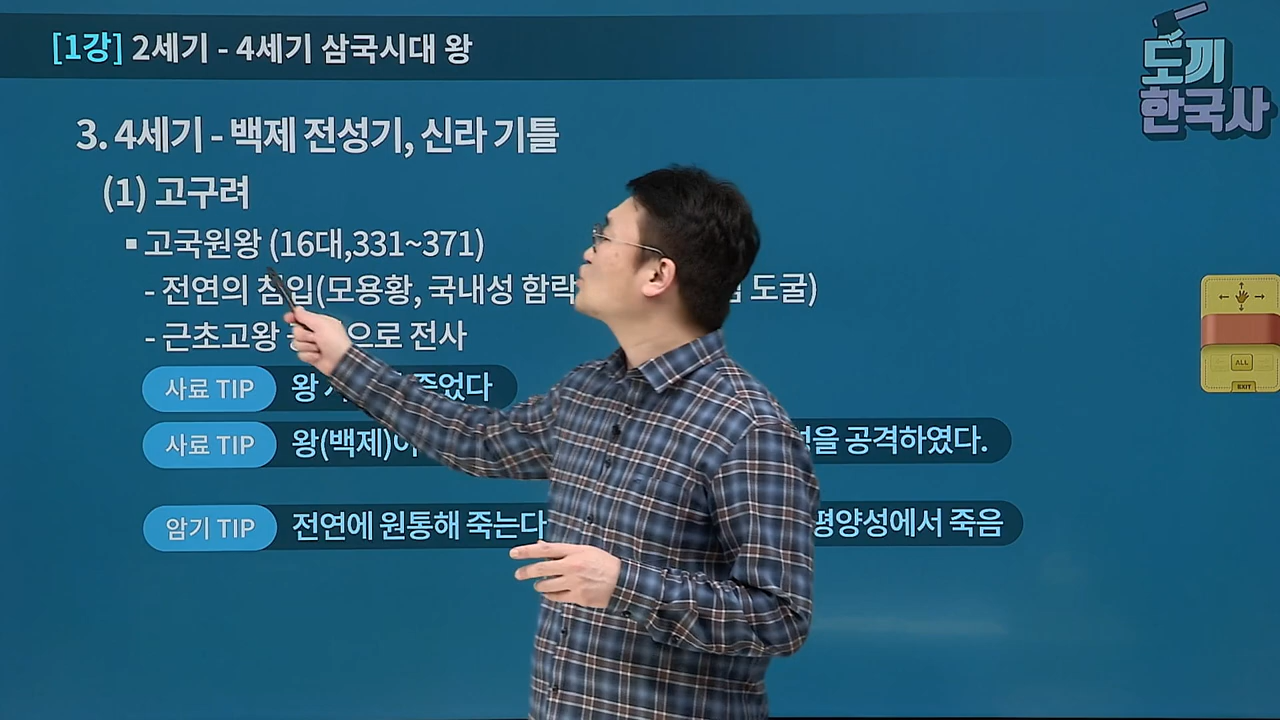 [1강] 2세기 - 4세기 삼국시대 왕
도끼
한국사
3. 4세기 - 백제 전성기, 신라 기틀
(1) 고구려
▪ 고국원왕 (16대,331~371)
- 전연의 침입(모용황, 국내성 함락 도굴)
- 근초고왕 전사
사료 TIP 왕 죽었다
사료 TIP 왕(백제)이 공격하였다.
암기 TIP 전연에 원통해 죽는다 평양성에서 죽음
ALL
EXIT